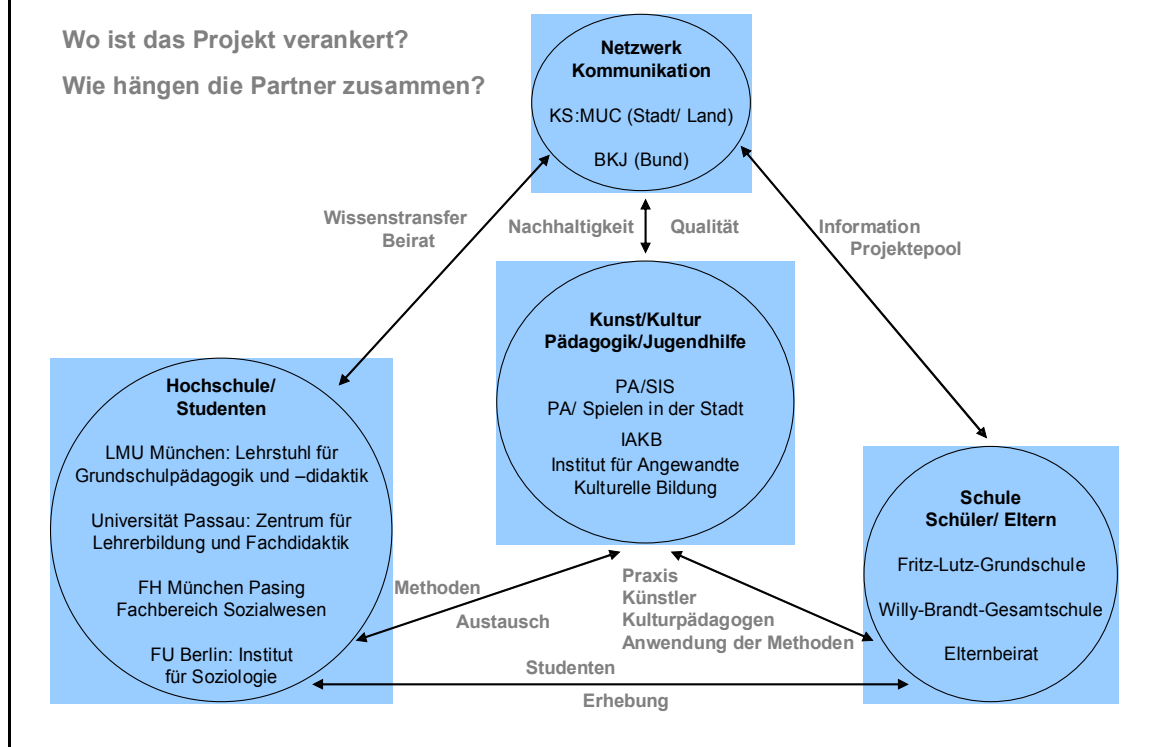 Wo ist das Projekt verankert?
Wie hängen die Partner zusammen?
Netzwerk
Kommunikation
KS:MUC (Stadt/ Land)
BKJ (Bund)
Wissenstransfer
Beirat
Nachhaltigkeit
Qualität
Information
Projektepool
Kunst/Kultur
Pädagogik/Jugendhilfe
PA/SIS
PA/ Spielen in der Stadt
IAKB
Institut für Angewandte
Kulturelle Bildung
Hochschule/
Studenten
LMU München: Lehrstuhl für
Grundschulpädagogik und –didaktik
Universität Passau: Zentrum für
Lehrerbildung und Fachdidaktik
FH München Pasing
Fachbereich Sozialwesen
FU Berlin: Institut
für Soziologie
Schule
Schüler/ Eltern
Fritz-Lutz-Grundschule
Willy-Brandt-Gesamtschule
Elternbeirat
Methoden
Austausch
Praxis
Künstler
Kulturpädagogen
Anwendung der Methoden
Studenten
Erhebung